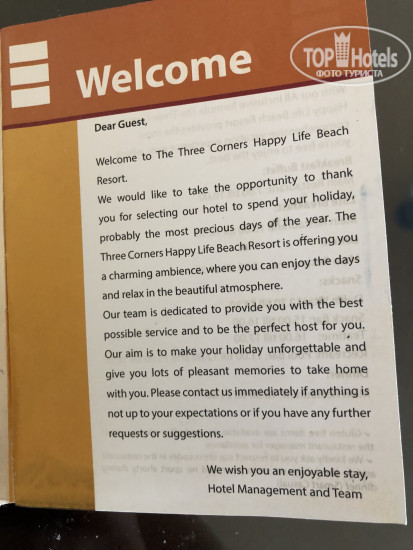 TOP Hotels
ФОТО ТУРИСТА
Welcome
Dear Guest,
Welcome to The Three Corners Happy Life Beach
Resort.
We would like to take the opportunity to thank
you for selecting our hotel to spend your holiday,
probably the most precious days of the year. The
Three Corners Happy Life Beach Resort is offering you
a charming ambience, where you can enjoy the days
and relax in the beautiful atmosphere.
Our team is dedicated to provide you with the best
possible service and to be the perfect host for you.
Our aim is to make your holiday unforgettable and
give you lots of pleasant memories to take home
with you. Please contact us immediately if anything is
not up to your expectations or if you have any further
requests or suggestions.
We wish you an enjoyable stay,
Hotel Management and Team